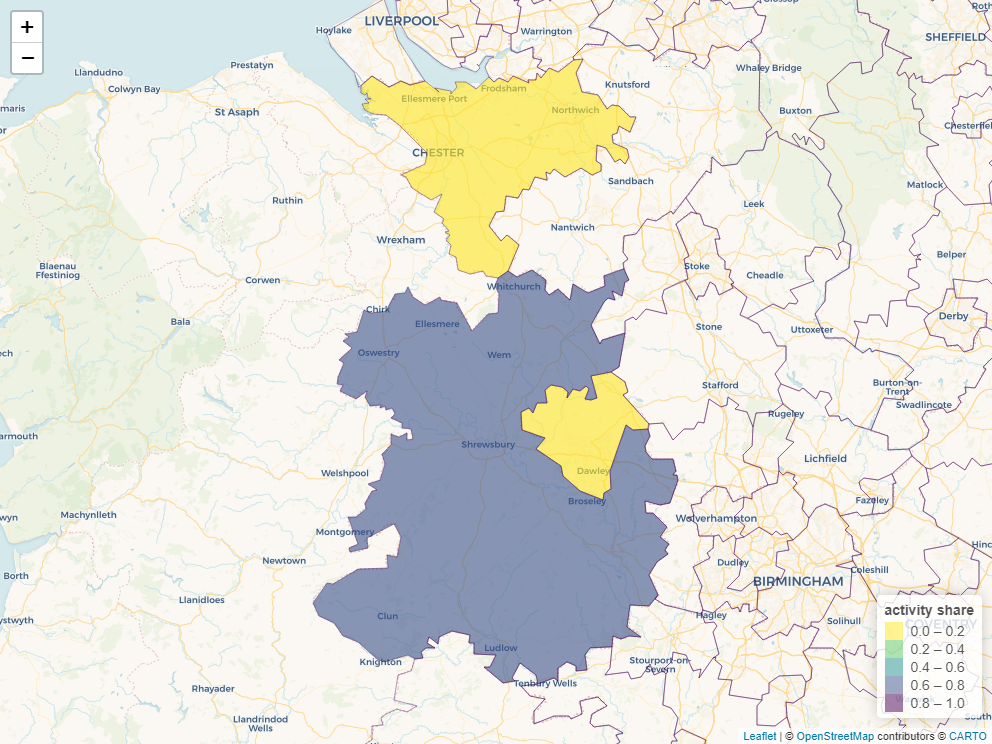 +
−
LIVERPOOL
Hoylake
Warrington
SHEFFIELD
Llandudno
Prestatyn
Whaley Bridge
Colwyn Bay
Ellesmere Port
Frodsham
Knutsford
St Asaph
Northwich
Buxton
CHESTER
Sandbach
Matlock
Ruthin
Leek
Nantwich
Wrexham
Belper
Blaenau
Ffestiniog
Corwen
Stoke
Cheadle
Whitchurch
Chirk
Derby
Bala
Ellesmere
Stone
Uttoxeter
Oswestry
Wem
Stafford
Burton-on-
Trent
Swadlincote
Rugeley
Shrewsbury
Lichfield
Welshpool
Dawley
Broseley
Fazeley
Machynlleth
Wolverhampton
Montgomery
Newtown
Dudley
Coleshill
Borth
BIRMINGHAM
Llanidloes
Clun
Hagley
Solihull
COVENTRY
Ludlow
Knighton
Stourport-on-
Severn
Tenbury Wells
Rhayader
Llandrindod
Wells
activity share
0.0 – 0.2
0.2 – 0.4
0.4 – 0.6
0.6 – 0.8
0.8 – 1.0
Leaflet | © OpenStreetMap contributors © CARTO